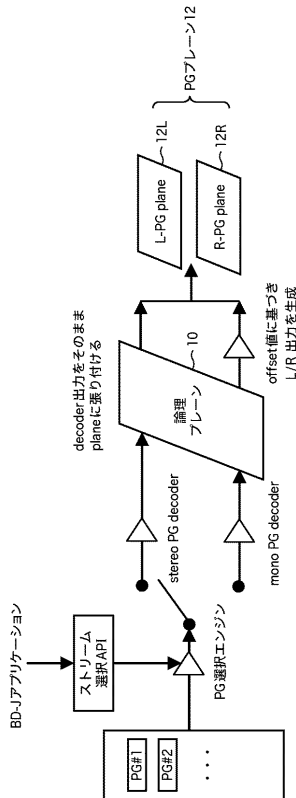 BD-Jアプリケーション
ストリーム
選択API
PG#1
PG#2
. . .
PG選択エンジン
stereo PG decoder
mono PG decoder
decoder出力をそのまま
planeに張り付ける
10
論理
プレーン
offset値に基づき
L/R 出力を生成
L-PG plane
12L
R-PG plane
12R
PGプレーン12